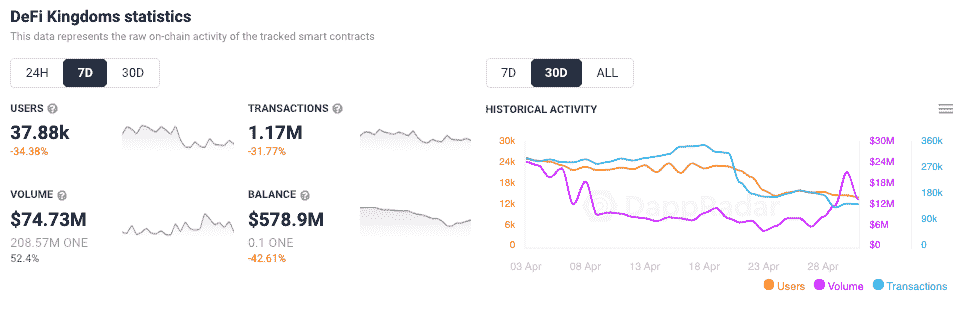 DeFi Kingdoms statistics
This data represents the raw on-chain activity of the tracked smart contracts
24H 7D 30D
7D 30D ALL
USERS ?
37.88k
-34.38%
TRANSACTIONS ?
1.17M
-31.77%
VOLUME ?
$74.73M
208.57M ONE
52.4%
BALANCE ?
$578.9M
0.1 ONE
-42.61%
HISTORICAL ACTIVITY
30k $30M 360k
24k $24M 270k
18k $18M 180k
12k $12M 90k
6k $6M 0
0 $0
DappRadar
03 Apr 08 Apr 13 Apr 18 Apr 23 Apr 28 Apr
Users Volume Transactions